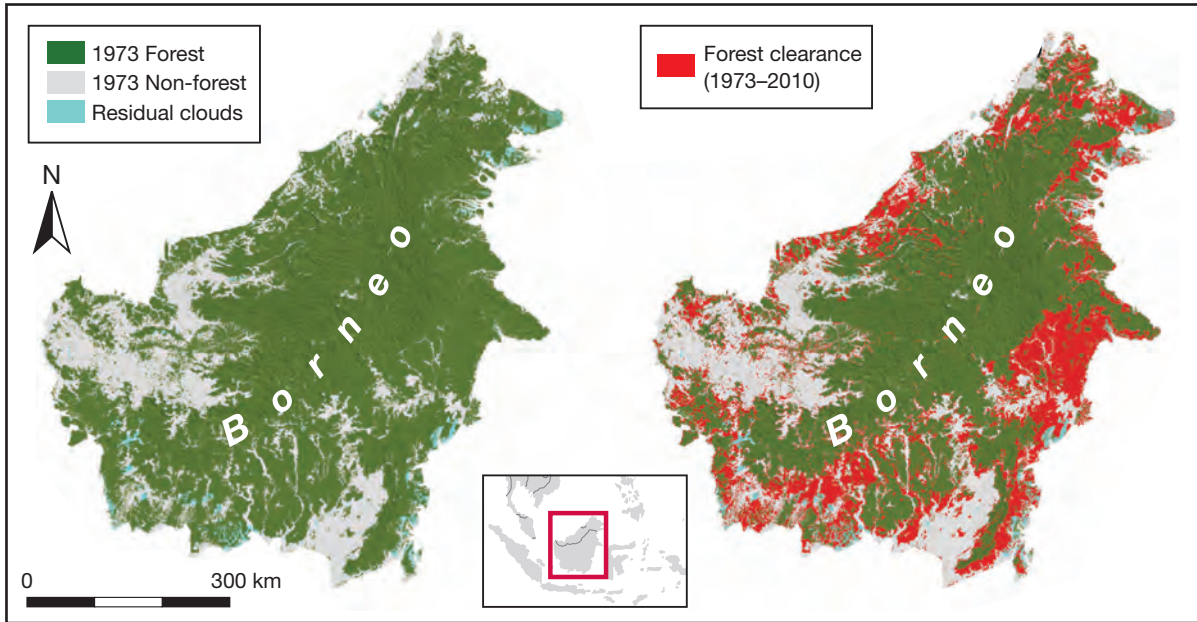 1973 Forest
1973 Non-forest
Residual clouds
N
Borneo
0 300 km
Forest clearance
(1973–2010)
Borneo